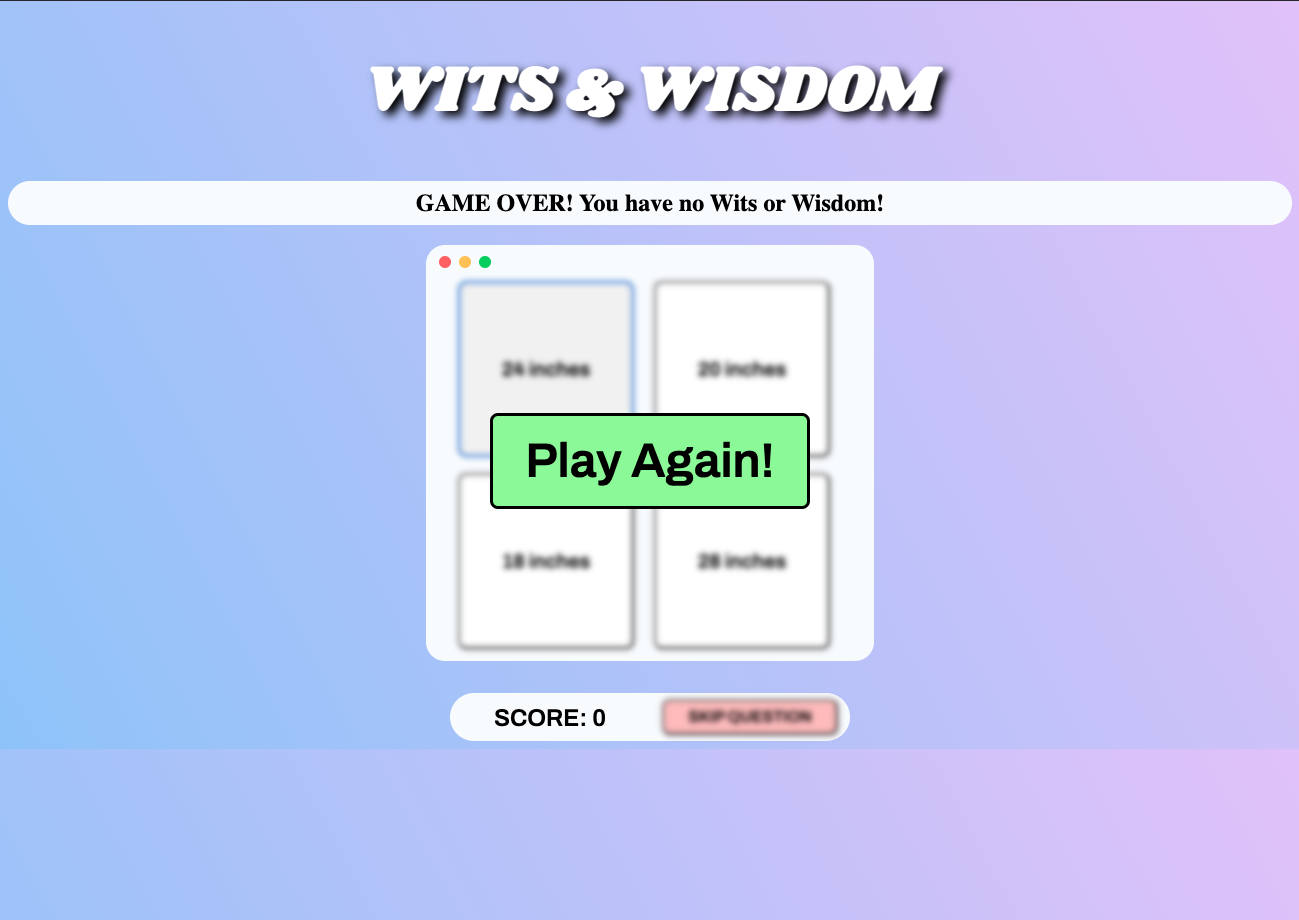 WITS & WISDOM
GAME OVER! You have no Wits or Wisdom!
24 inches
20 inches
Play Again!
18 inches
28 inches
SCORE: 0
SKIP QUESTION